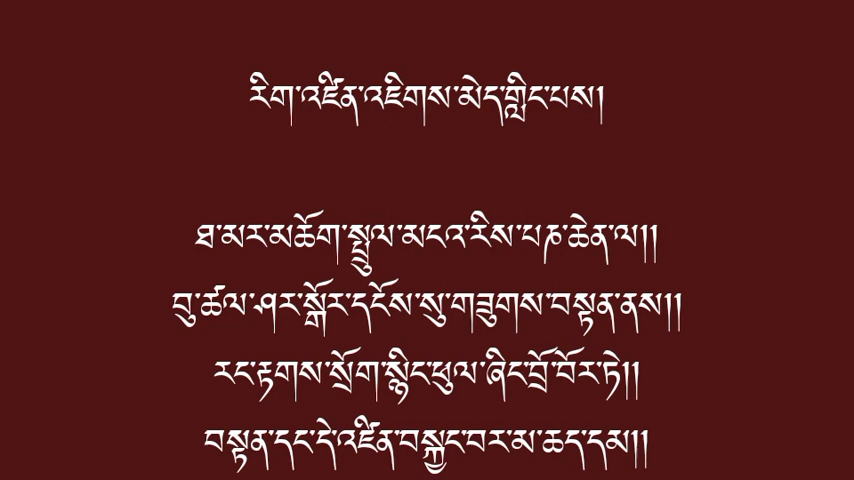 རིག་འཛིན་འཇིགས་མེད་གླིང་པས།
ཐ་མར་མཆོག་སྤྲུལ་མངའ་རིས་པཎ་ཆེན་ལ།།
བྲུ་ཚལ་ཤར་སྒོར་དངོས་སུ་གཟུགས་བསྟན་ནས།།
རང་རྟགས་སྲོག་སྙིང་ཕུལ་ཞིང་བྲོ་བོར་ཏེ།།
བསྟན་དང་དེ་འཛིན་བསྐྱང་བར་མ་ཆད་དམ།།